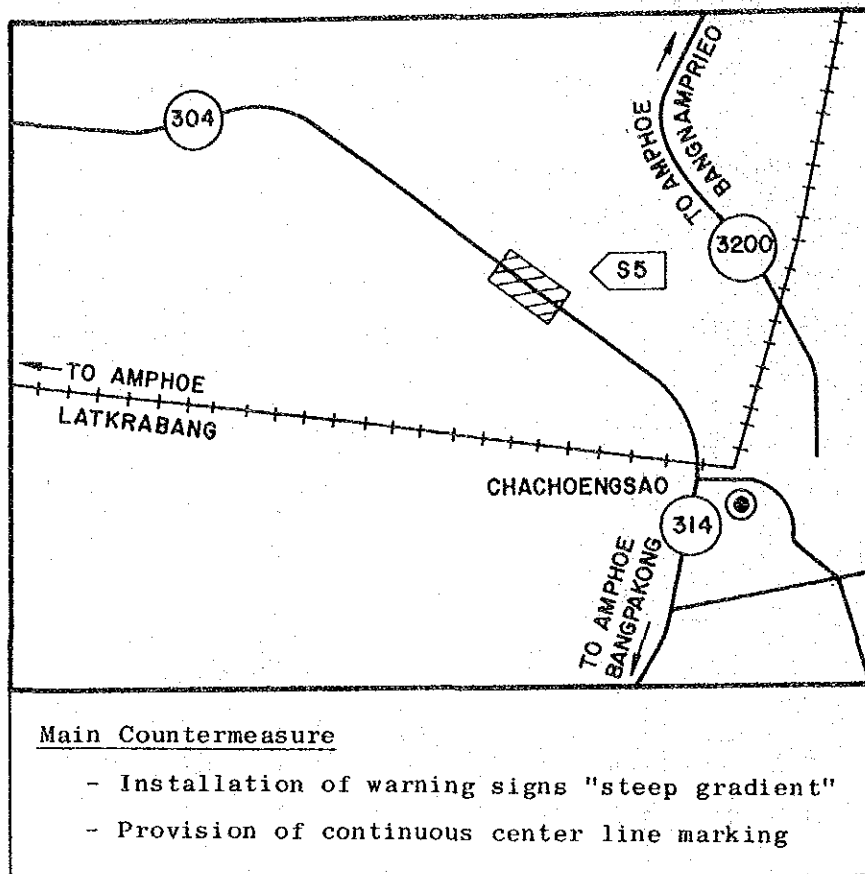 304
TO AMPHOE
BANGNAMPRIEO
3200
S5
TO AMPHOE
LATKRABANG
CHACHOENGSAO
314
TO AMPHOE
BANGPAKONG
Main Countermeasure
- Installation of warning signs "steep gradient"
- Provision of continuous center line marking